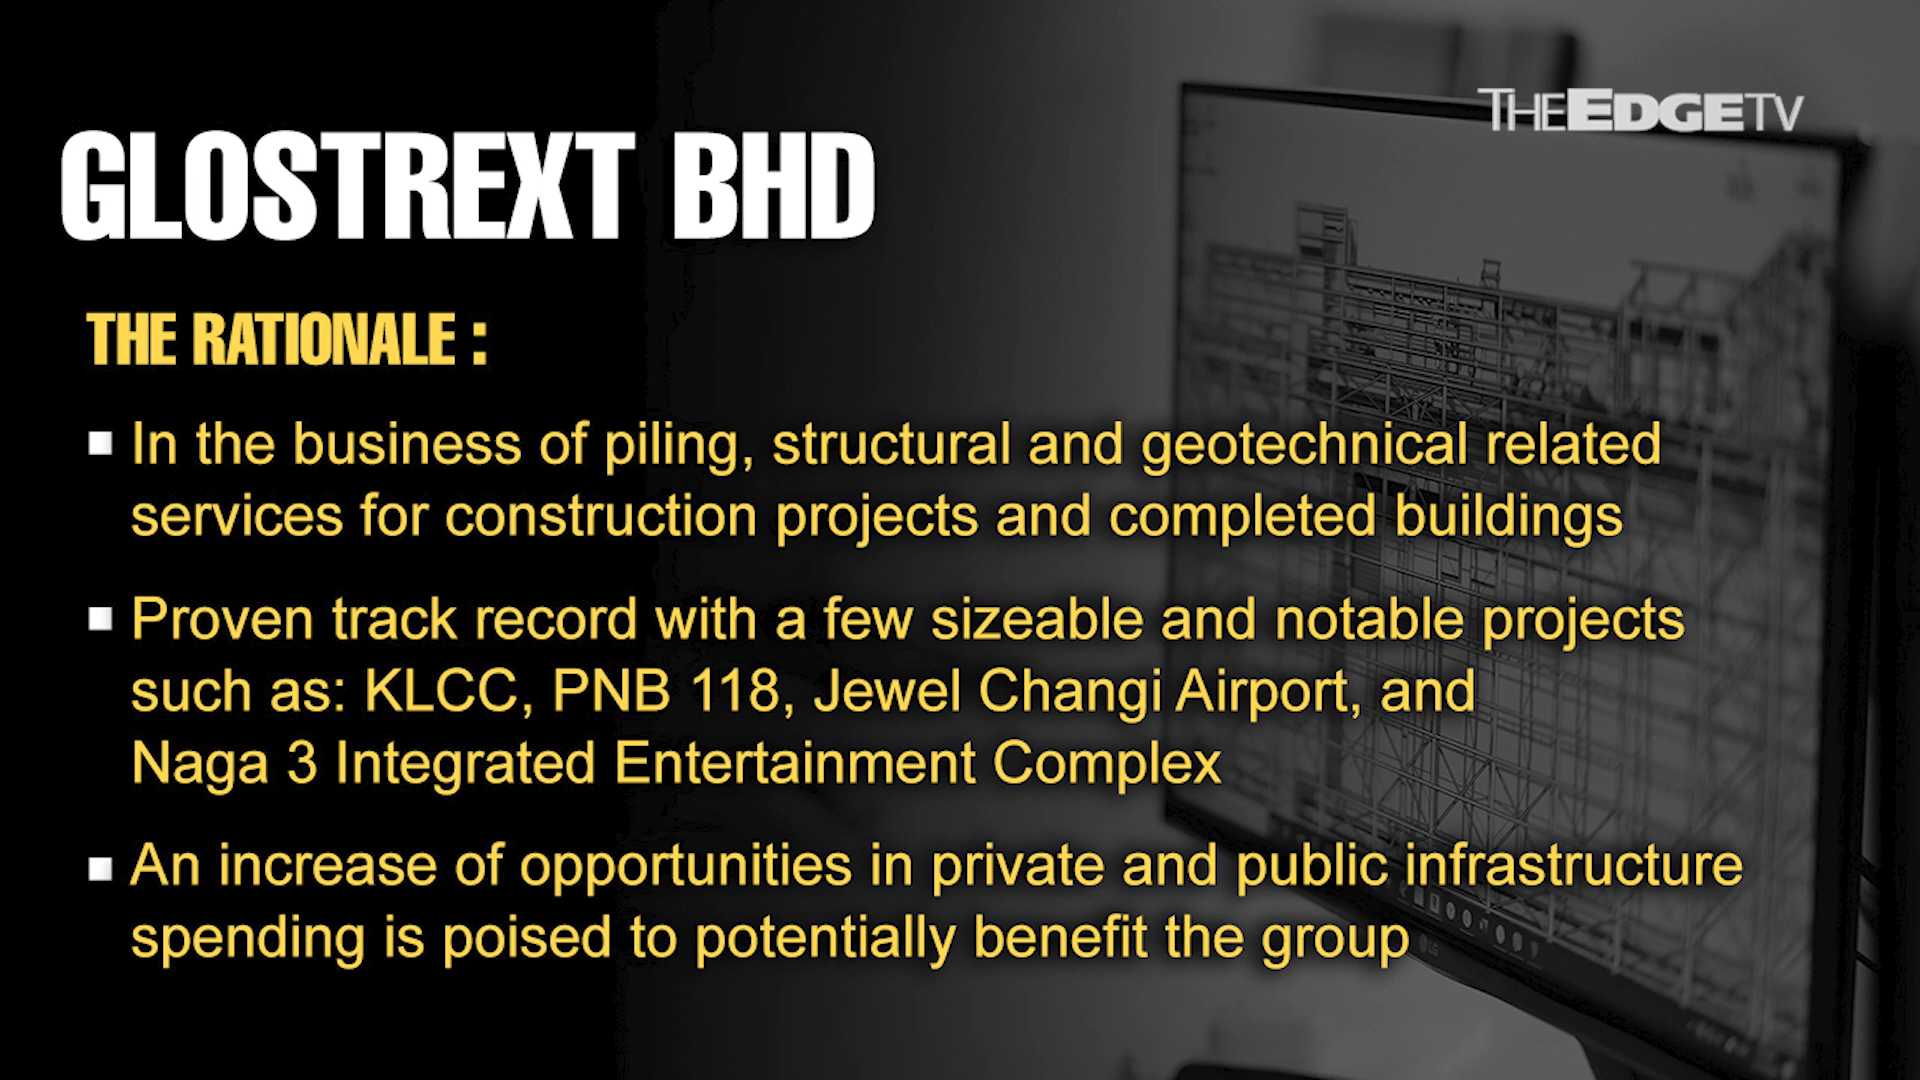 THEEDGETV
GLOSTREXT BHD
THE RATIONALE :
In the business of piling, structural and geotechnical related
services for construction projects and completed buildings
Proven track record with a few sizeable and notable projects
such as: KLCC, PNB 118, Jewel Changi Airport, and
Naga 3 Integrated Entertainment Complex
An increase of opportunities in private and public infrastructure
spending is poised to potentially benefit the group
LG